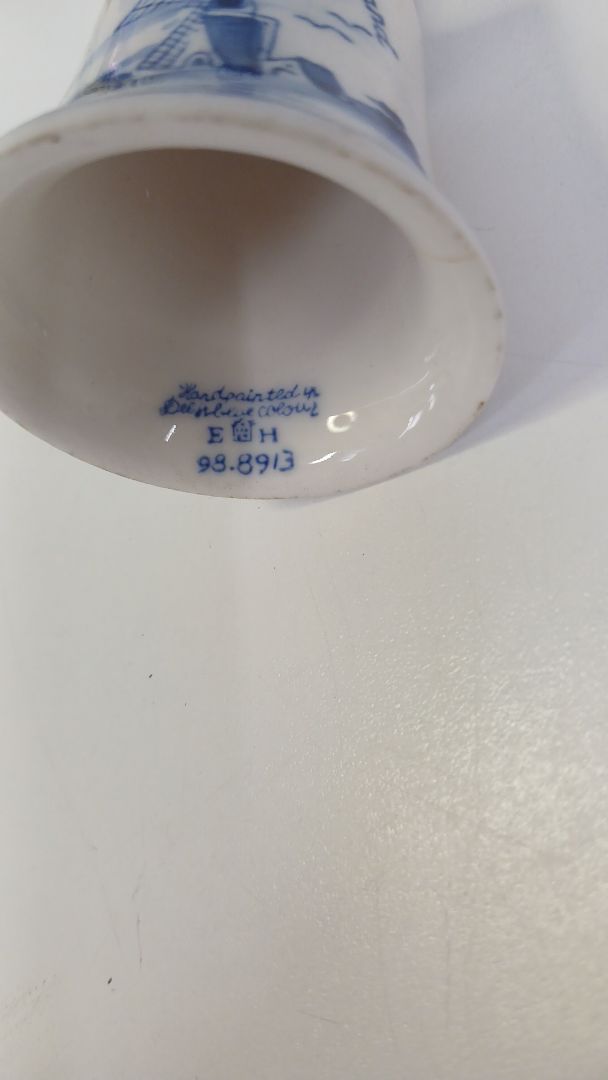 Handpainted in
Delftblue colour
E H
98.8913